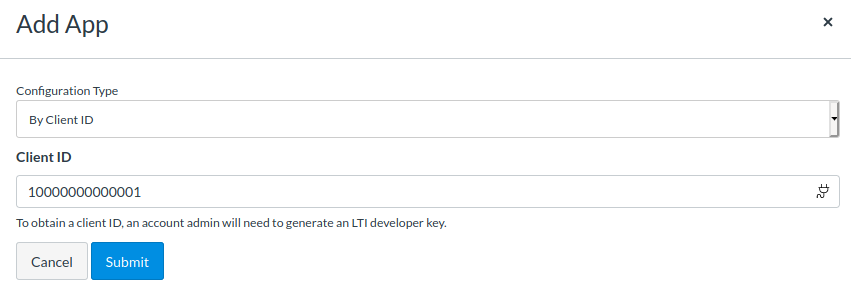 Add App
Configuration Type
By Client ID
Client ID
10000000000001
To obtain a client ID, an account admin will need to generate an LTI developer key.
Cancel Submit